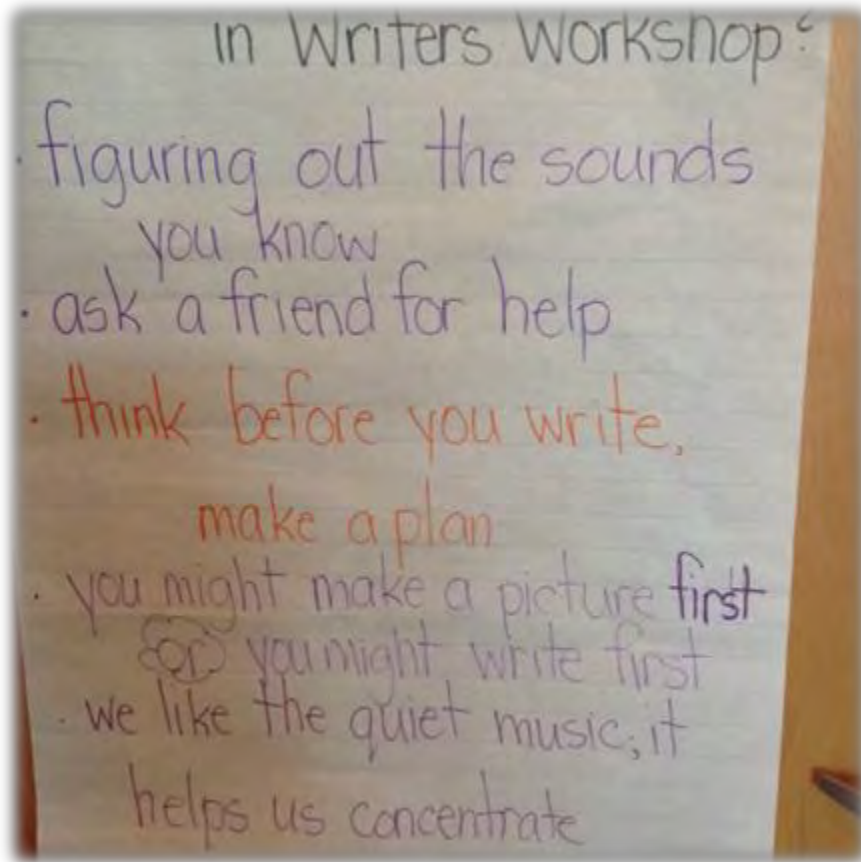 in Writers Workshop?
· figuring out the sounds
you know
· ask a friend for help
· think before you write,
make a plan
· you might make a picture first
or you might write first
· we like the quiet music; it
helps us concentrate